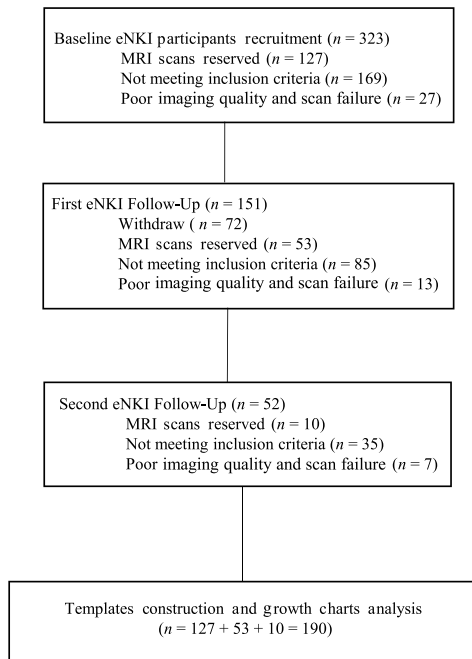 Baseline eNKI participants recruitment (n = 323)
MRI scans reserved (n = 127)
Not meeting inclusion criteria (n = 169)
Poor imaging quality and scan failure (n = 27)
First eNKI Follow-Up (n = 151)
Withdraw ( n = 72)
MRI scans reserved (n = 53)
Not meeting inclusion criteria (n = 85)
Poor imaging quality and scan failure (n = 13)
Second eNKI Follow-Up (n = 52)
MRI scans reserved (n = 10)
Not meeting inclusion criteria (n = 35)
Poor imaging quality and scan failure (n = 7)
Templates construction and growth charts analysis
(n = 127 + 53 + 10 = 190)